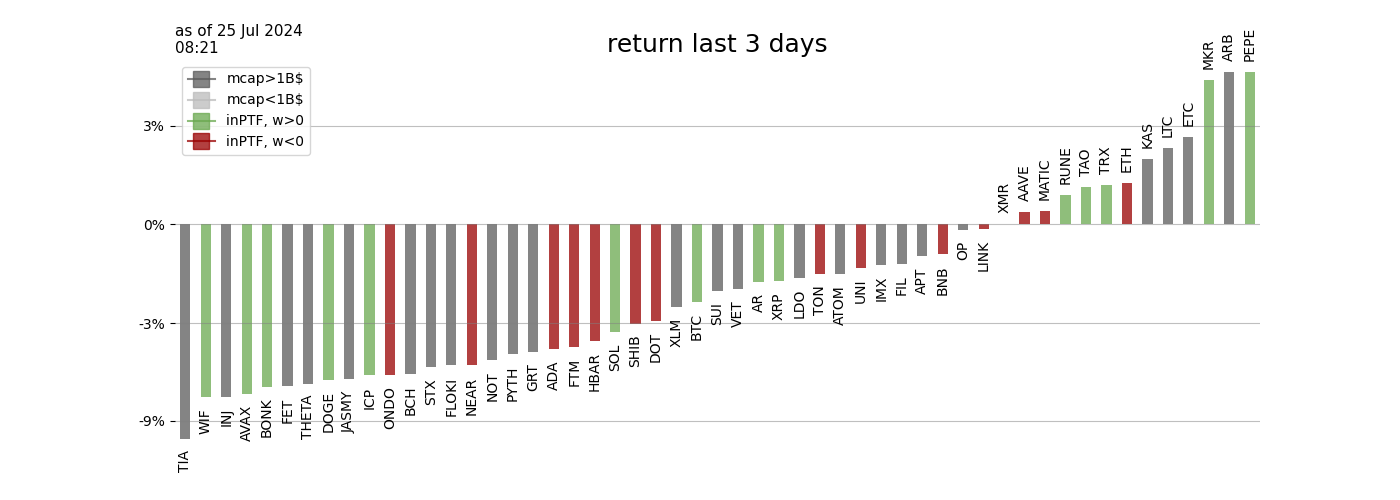 as of 25 Jul 2024
08:21
return last 3 days
mcap>1B$
mcap<1B$
inPTF, w>0
inPTF, w<0
3%
0%
-3%
-9%
TIA
WIF
INJ
AVAX
BONK
FET
THETA
DOGE
JASMY
ICP
ONDO
BCH
STX
FLOKI
NEAR
NOT
PYTH
GRT
ADA
FTM
HBAR
SOL
SHIB
DOT
XLM
BTC
SUI
VET
AR
XRP
LDO
TON
ATOM
UNI
IMX
FIL
APT
BNB
OP
LINK
XMR
AAVE
MATIC
RUNE
TAO
TRX
ETH
KAS
LTC
ETC
MKR
ARB
PEPE